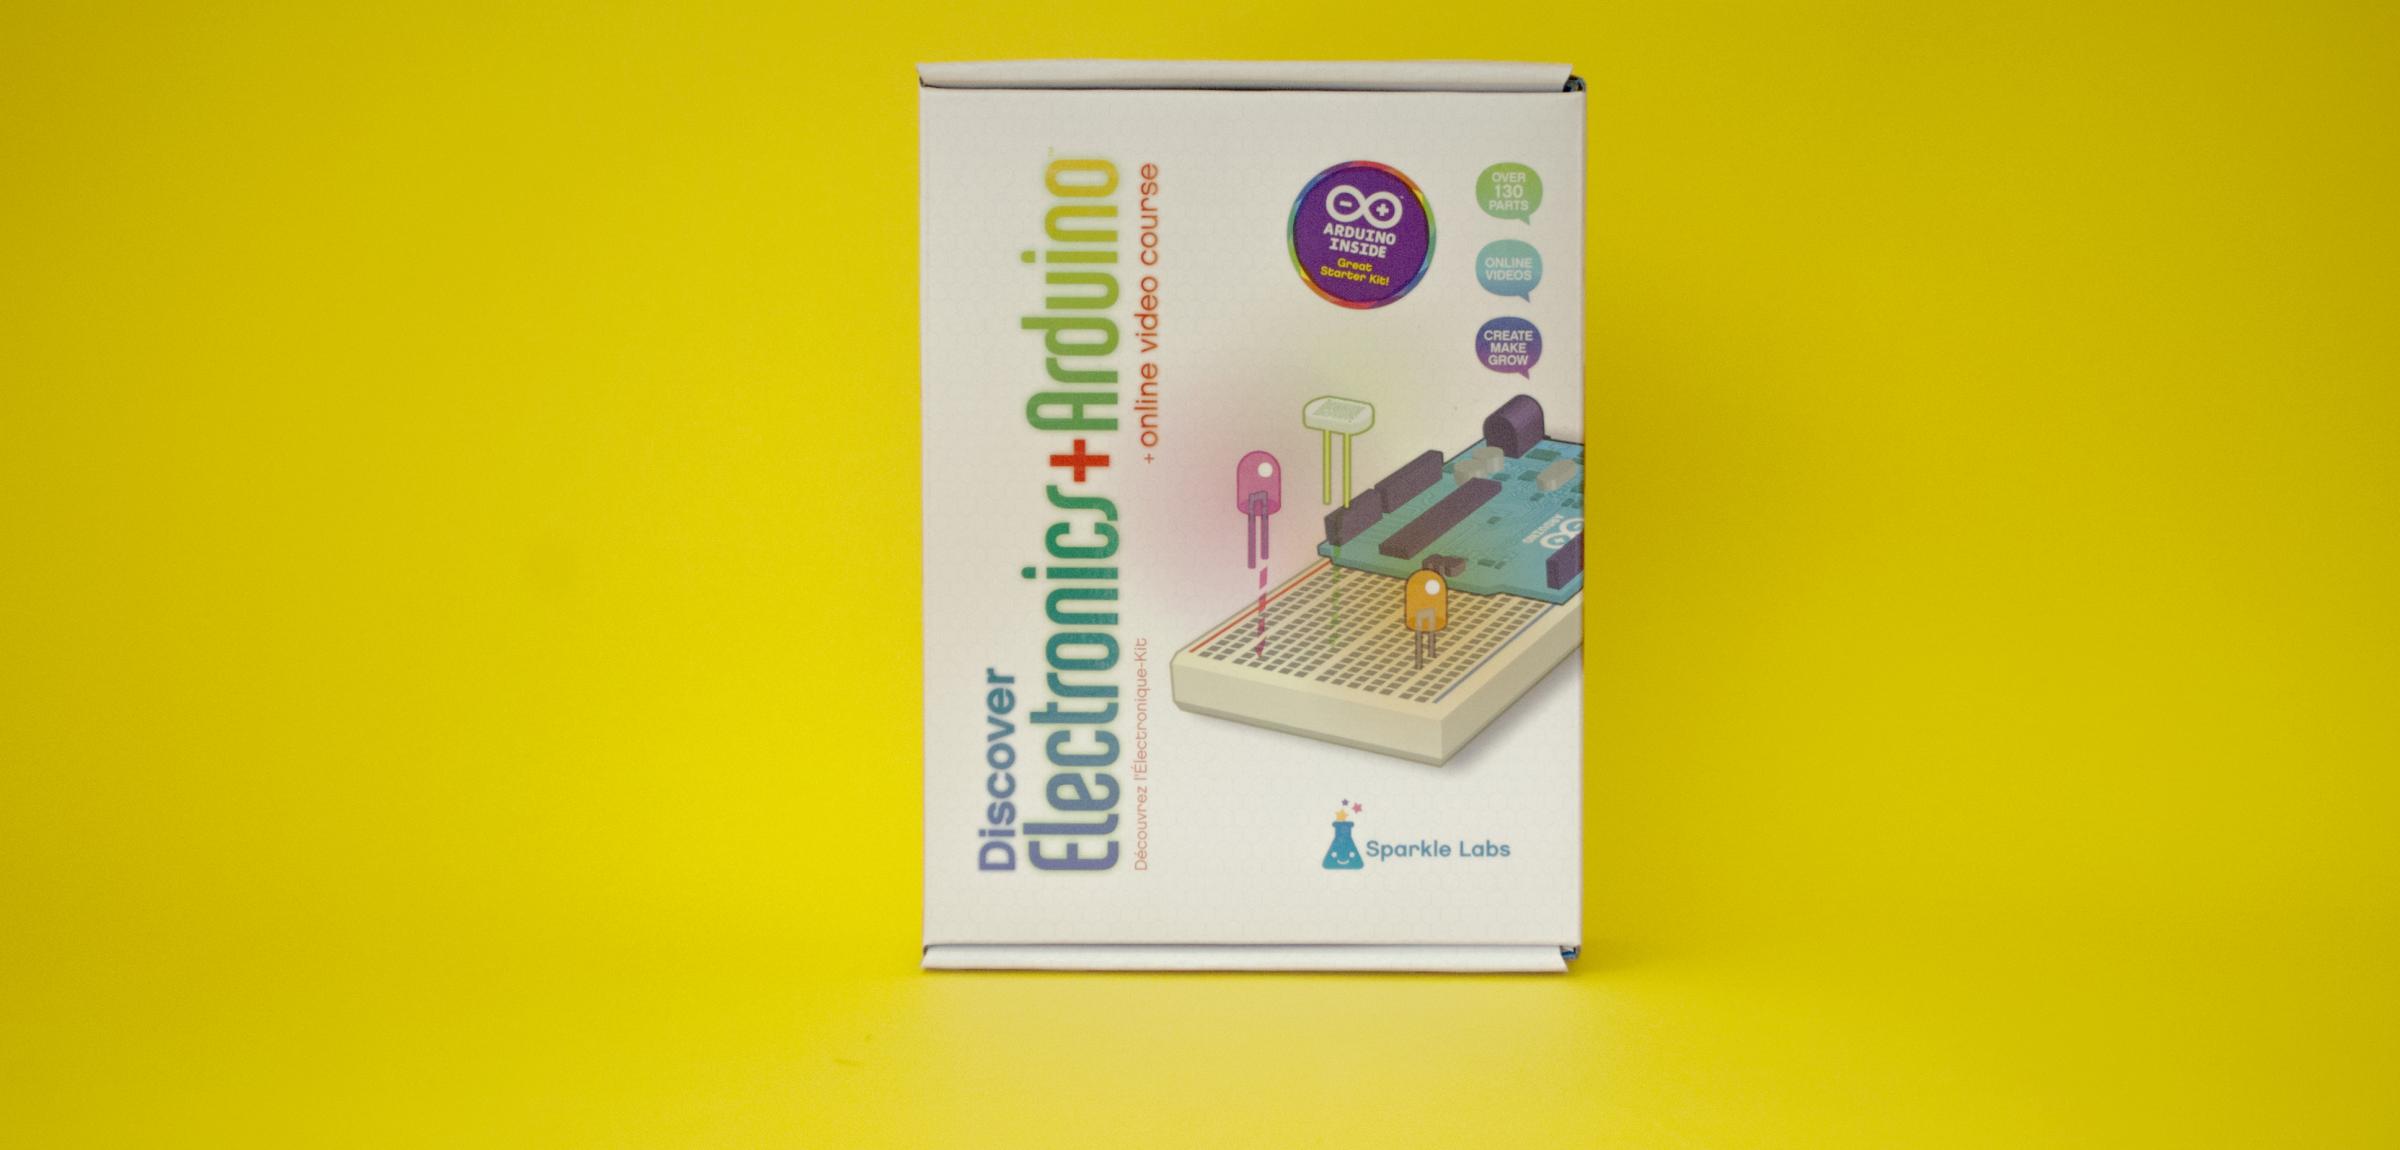 Discover
Electronics+Arduino™
Découvrez l'Électronique-Kit
+ online video course
ARDUINO
INSIDE
Great
Starter Kit!
OVER
130
PARTS
ONLINE
VIDEOS
CREATE
MAKE
GROW
ARDUINO
Sparkle Labs